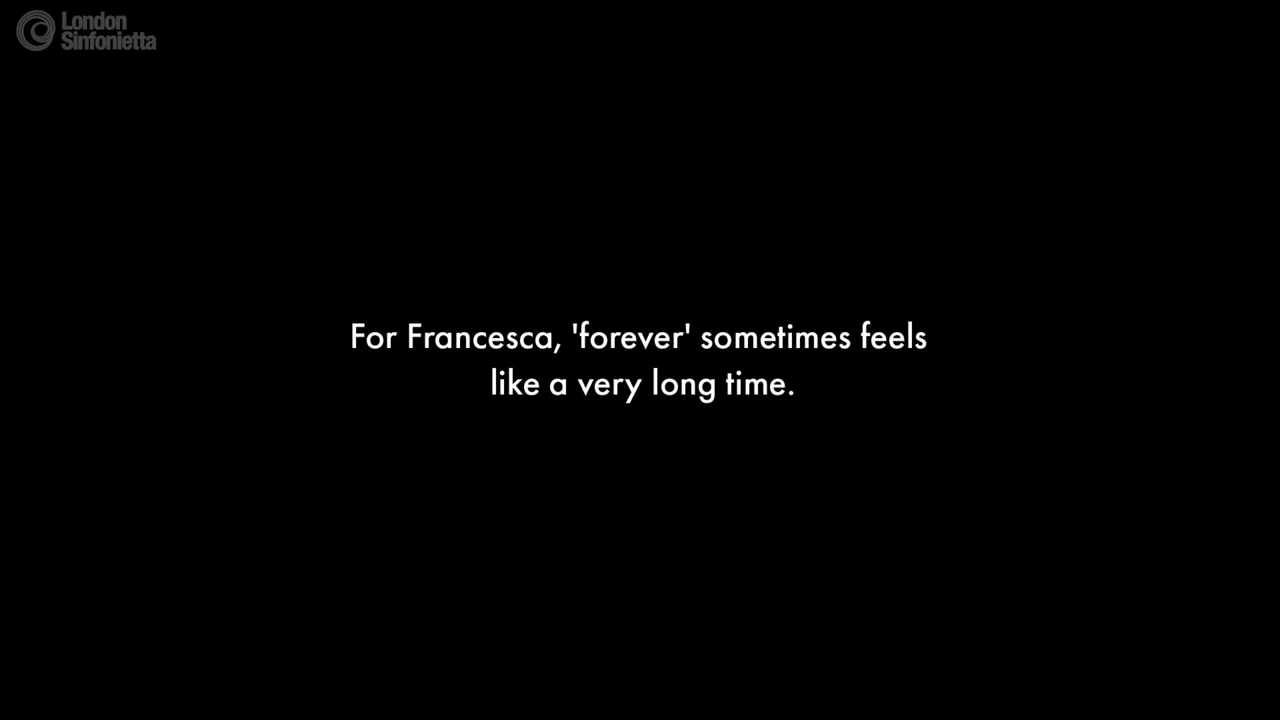 London
Sinfonietta
For Francesca, 'forever' sometimes feels
like a very long time.